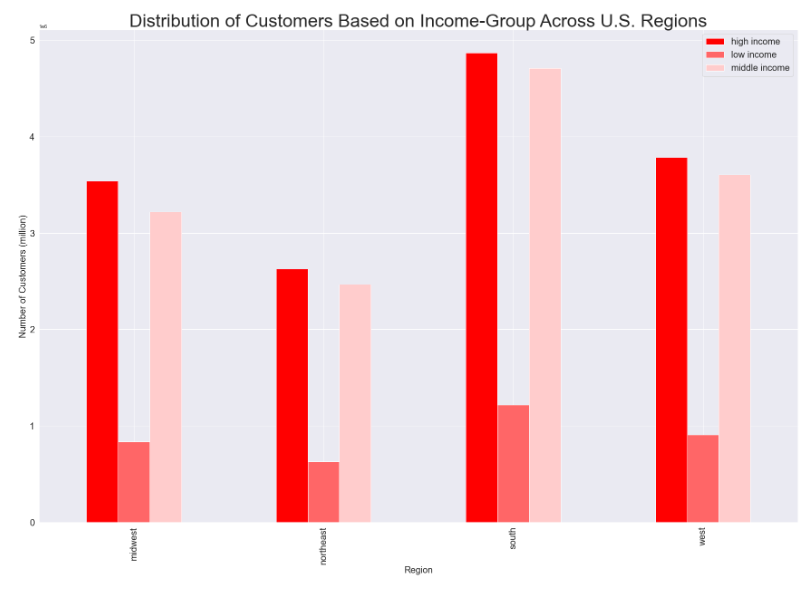 Distribution of Customers Based on Income-Group Across U.S. Regions
1e6
5
4
3
2
1
0
Number of Customers (million)
high income
low income
middle income
midwest
northeast
south
west
Region